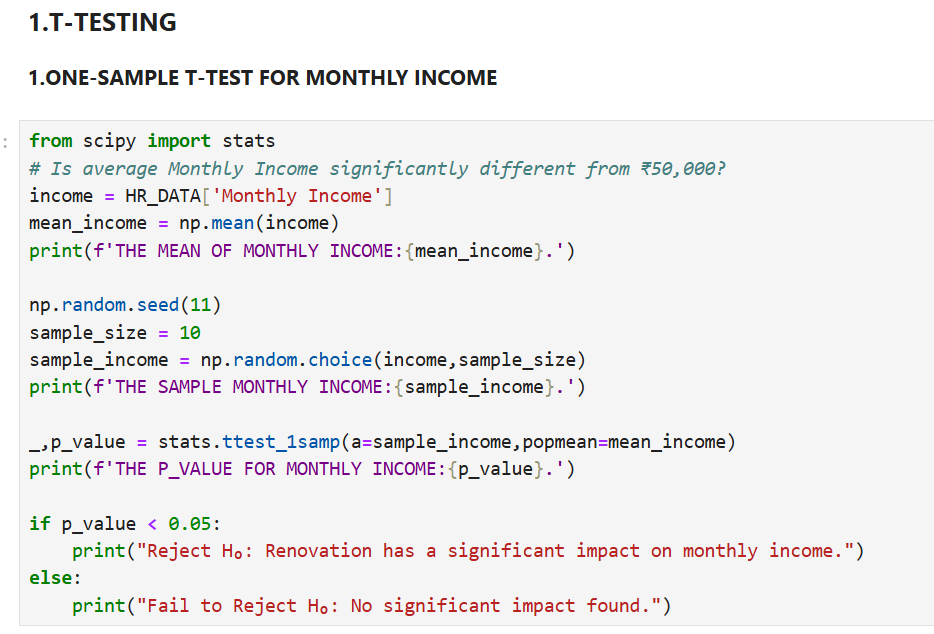 1.T-TESTING
1.ONE-SAMPLE T-TEST FOR MONTHLY INCOME
:
from scipy import stats
# Is average Monthly Income significantly different from ₹50,000?
income = HR_DATA['Monthly Income']
mean_income = np.mean(income)
print(f'THE MEAN OF MONTHLY INCOME:{mean_income}.')
np.random.seed(11)
sample_size = 10
sample_income = np.random.choice(income,sample_size)
print(f'THE SAMPLE MONTHLY INCOME:{sample_income}.')
_,p_value = stats.ttest_1samp(a=sample_income,popmean=mean_income)
print(f'THE P_VALUE FOR MONTHLY INCOME:{p_value}.')
if p_value < 0.05:
    print("Reject H₀: Renovation has a significant impact on monthly income.")
else:
    print("Fail to Reject H₀: No significant impact found.")